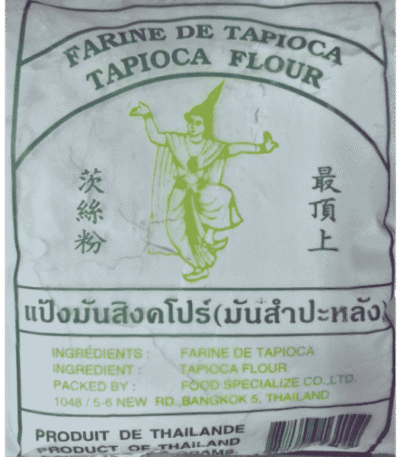 FARINE DE TAPIOCA
TAPIOCA FLOUR
茨絲粉
最頂上
แป้งมันสิงคโปร์(มันสำปะหลัง)
INGRÉDIENTS : FARINE DE TAPIOCA
INGREDIENT : TAPIOCA FLOUR
PACKED BY : FOOD SPECIALIZE CO.,LTD.
1048 / 5-6 NEW RD.,BANGKOK 5, THAILAND
PRODUIT DE THAILANDE
PRODUCT OF THAILAND
GRAMS